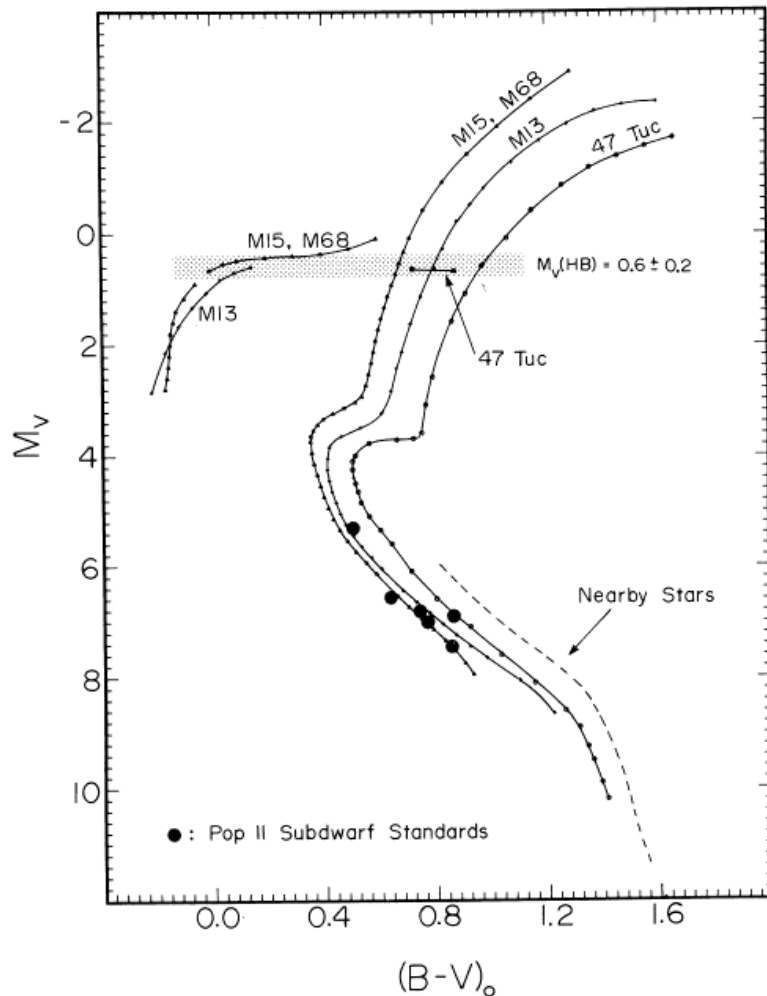 M15, M68
M13
47 Tuc
-2
0
M15, M68
M_V(HB) = 0.6 ± 0.2
M13
47 Tuc
2
M_V
4
6
Nearby Stars
8
10
● : Pop II Subdwarf Standards
0.0 0.4 0.8 1.2 1.6
(B-V)_o